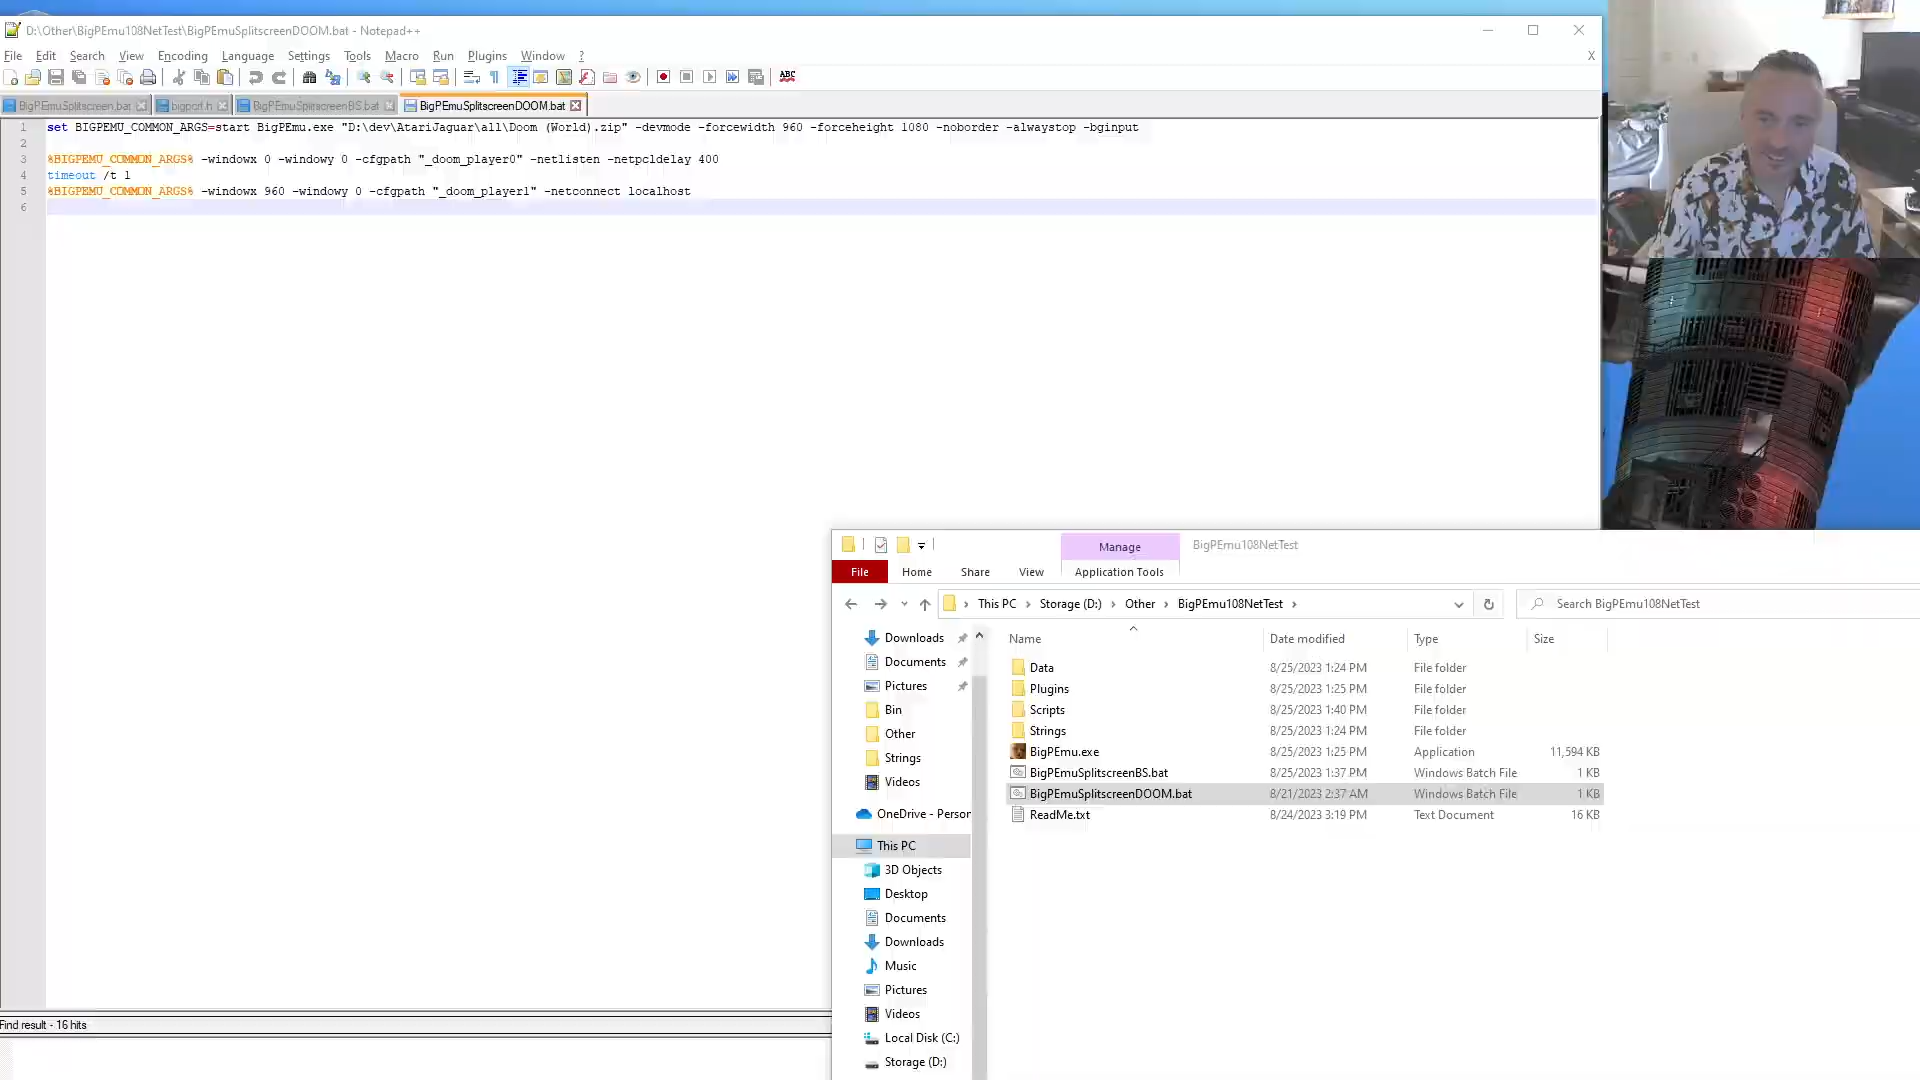 D:\Other\BigPEmu108NetTest\BigPEmuSplitscreenDOOM.bat - Notepad++
File Edit Search View Encoding Language Settings Tools Macro Run Plugins Window ? X
ABC
BigPEmuSplitscreen.bat bigpcrf.h BigPEmuSplitscreenBS.bat BigPEmuSplitscreenDOOM.bat
1 set BIGPEMU_COMMON_ARGS=start BigPEmu.exe "D:\dev\AtariJaguar\all\Doom (World).zip" -devmode -forcewidth 960 -forceheight 1080 -noborder -alwaystop -bginput
2
3 %BIGPEMU_COMMON_ARGS% -windowx 0 -windowy 0 -cfgpath "_doom_player0" -netlisten -netpcldelay 400
4 timeout /t 1
5 %BIGPEMU_COMMON_ARGS% -windowx 960 -windowy 0 -cfgpath "_doom_player1" -netconnect localhost
6
Find result - 16 hits
Manage BigPEmu108NetTest
File Home Share View Application Tools
This PC Storage (D:) Other BigPEmu108NetTest Search BigPEmu108NetTest
Downloads
Documents
Pictures
Bin
Other
Strings
Videos
OneDrive - Person
This PC
3D Objects
Desktop
Documents
Downloads
Music
Pictures
Videos
Local Disk (C:)
Storage (D:)
Name Date modified Type Size
Data 8/25/2023 1:24 PM File folder
Plugins 8/25/2023 1:25 PM File folder
Scripts 8/25/2023 1:40 PM File folder
Strings 8/25/2023 1:24 PM File folder
BigPEmu.exe 8/25/2023 1:25 PM Application 11,594 KB
BigPEmuSplitscreenBS.bat 8/25/2023 1:37 PM Windows Batch File 1 KB
BigPEmuSplitscreenDOOM.bat 8/21/2023 2:37 AM Windows Batch File 1 KB
ReadMe.txt 8/24/2023 3:19 PM Text Document 16 KB